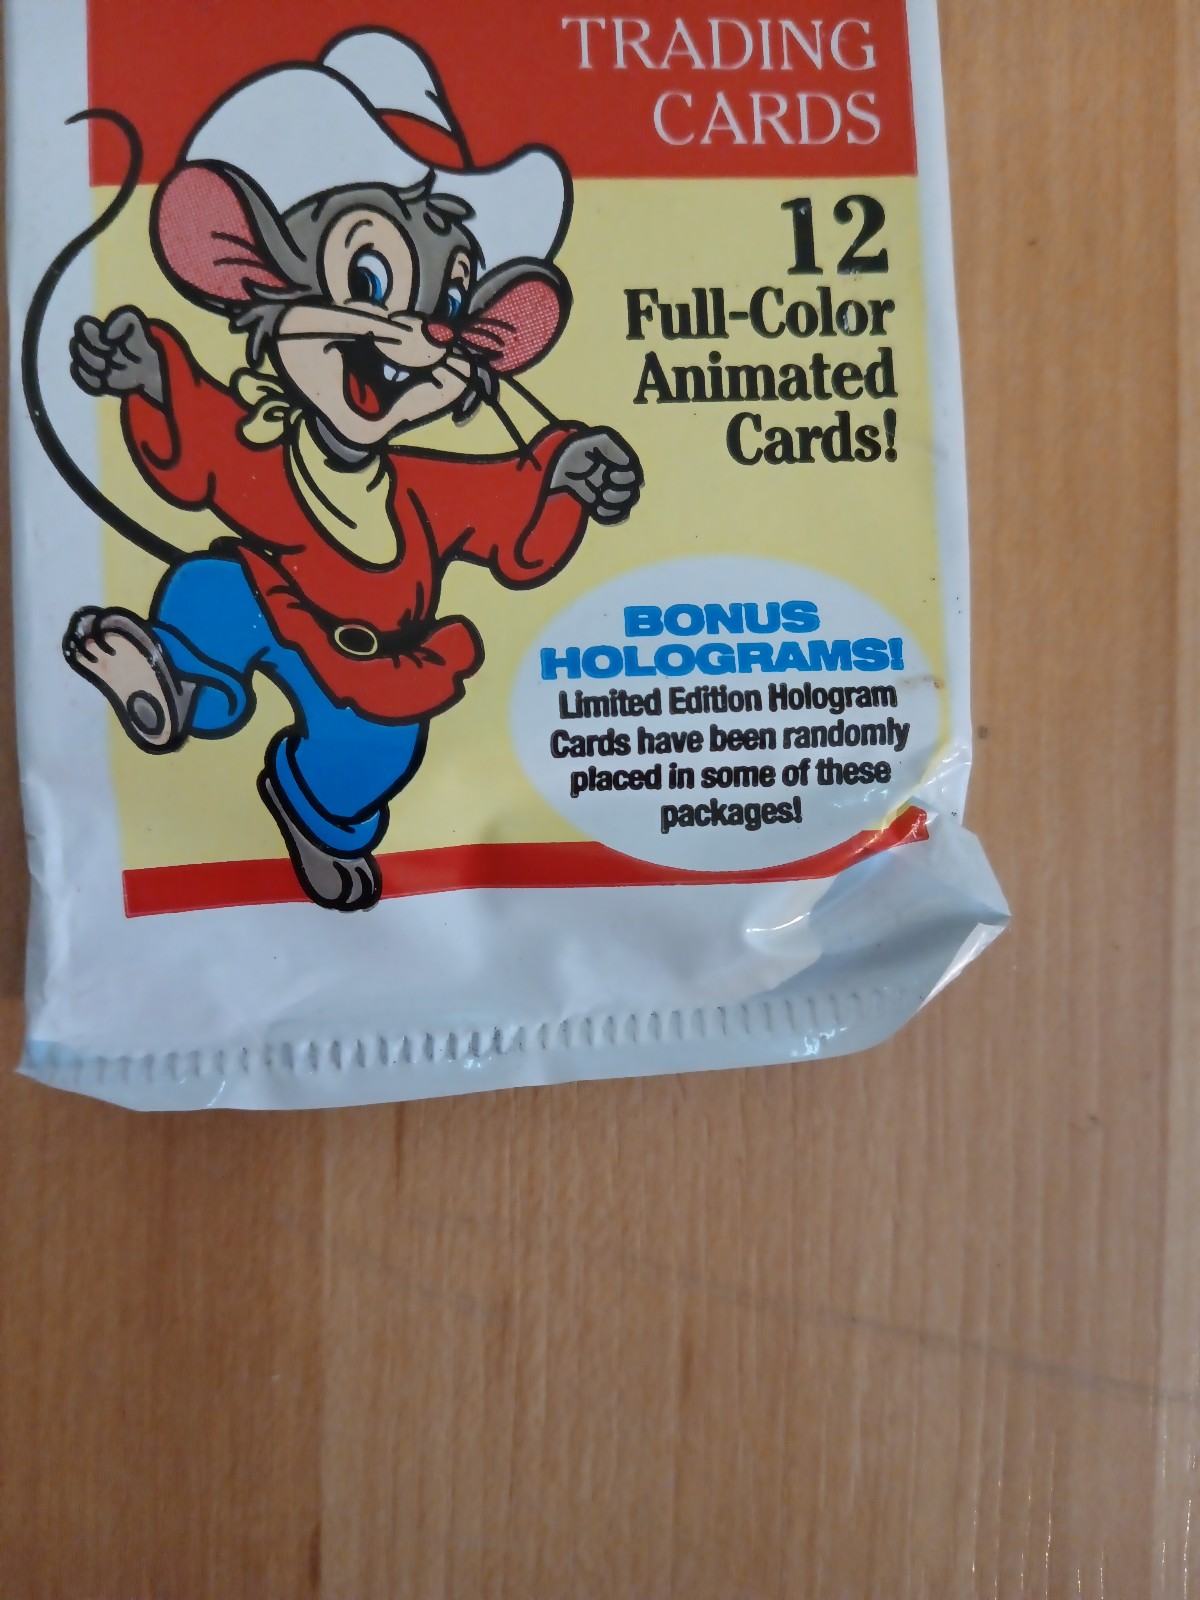 TRADING
CARDS
12
Full-Color
Animated
Cards!
BONUS
HOLOGRAMS!
Limited Edition Hologram
Cards have been randomly
placed in some of these
packages!